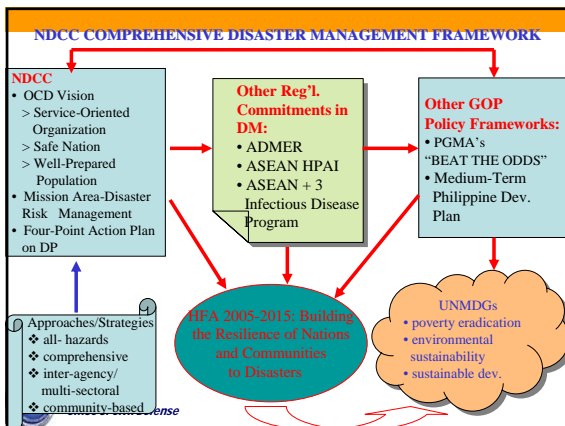 NDCC COMPREHENSIVE DISASTER MANAGEMENT FRAMEWORK
NDCC
• OCD Vision
> Service-Oriented
Organization
> Safe Nation
> Well-Prepared
Population
• Mission Area-Disaster
Risk Management
• Four-Point Action Plan
on DP
Other Reg'l.
Commitments in
DM:
• ADMER
• ASEAN HPAI
• ASEAN + 3
Infectious Disease
Program
Other GOP
Policy Frameworks:
• PGMA's
"BEAT THE ODDS"
• Medium-Term
Philippine Dev.
Plan
Approaches/Strategies
❖ all- hazards
❖ comprehensive
❖ inter-agency/
multi-sectoral
❖ community-based
HFA 2005-2015: Building
the Resilience of Nations
and Communities
to Disasters
UNMDGs
• poverty eradication
• environmental
sustainability
• sustainable dev.